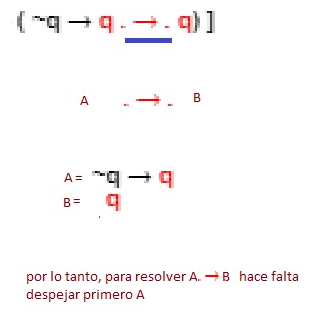 ( ~q → q . → . q) ]
A . → . B
A = ~q → q
B = q
por lo tanto, para resolver A. → B hace falta
despejar primero A